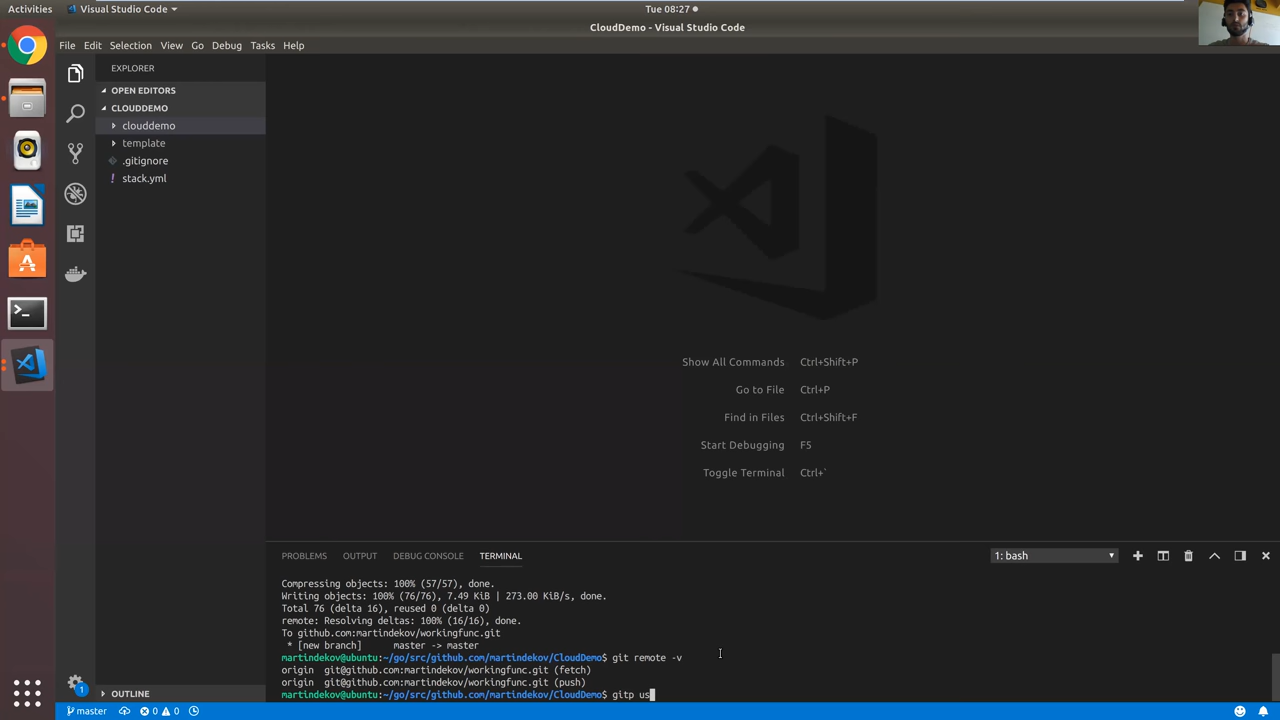 Activities
Visual Studio Code
Tue 08:27
CloudDemo - Visual Studio Code
File Edit Selection View Go Debug Tasks Help
EXPLORER
OPEN EDITORS
CLOUDDEMO
clouddemo
template
.gitignore
! stack.yml
Show All Commands Ctrl+Shift+P
Go to File Ctrl+P
Find in Files Ctrl+Shift+F
Start Debugging F5
Toggle Terminal Ctrl+`
PROBLEMS OUTPUT DEBUG CONSOLE TERMINAL
1: bash
Compressing objects: 100% (57/57), done.
Writing objects: 100% (76/76), 7.49 KiB | 273.00 KiB/s, done.
Total 76 (delta 16), reused 0 (delta 0)
remote: Resolving deltas: 100% (16/16), done.
To github.com:martindekov/workingfunc.git
* [new branch] master -> master
martindekov@ubuntu:~/go/src/github.com/martindekov/CloudDemo$ git remote -v
origin git@github.com:martindekov/workingfunc.git (fetch)
origin git@github.com:martindekov/workingfunc.git (push)
martindekov@ubuntu:~/go/src/github.com/martindekov/CloudDemo$ gitp us
1
OUTLINE
master 0 0